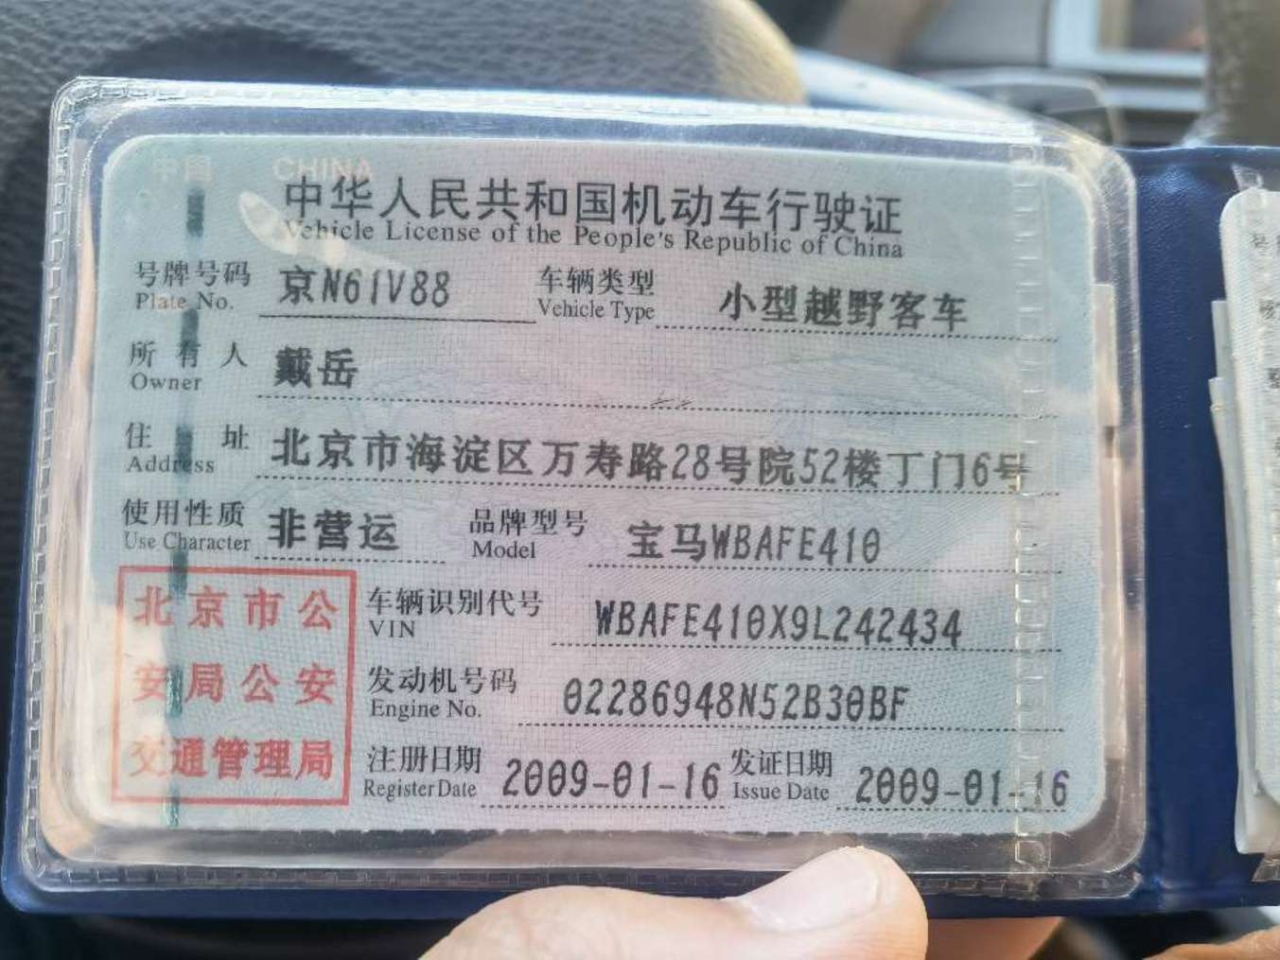 中国 CHINA
中华人民共和国机动车行驶证
Vehicle License of the People's Republic of China
号牌号码 京N61V88 车辆类型 小型越野客车
Plate No. Vehicle Type
所有人 戴岳
Owner
住址 北京市海淀区万寿路28号院52楼丁门6号
Address
使用性质 非营运 品牌型号 宝马WBAFE410
Use Character Model
北京市公
安局公安
交通管理局
车辆识别代号 WBAFE410X9L242434
VIN
发动机号码 02286948N52B30BF
Engine No.
注册日期 2009-01-16 发证日期 2009-01-16
Register Date Issue Date